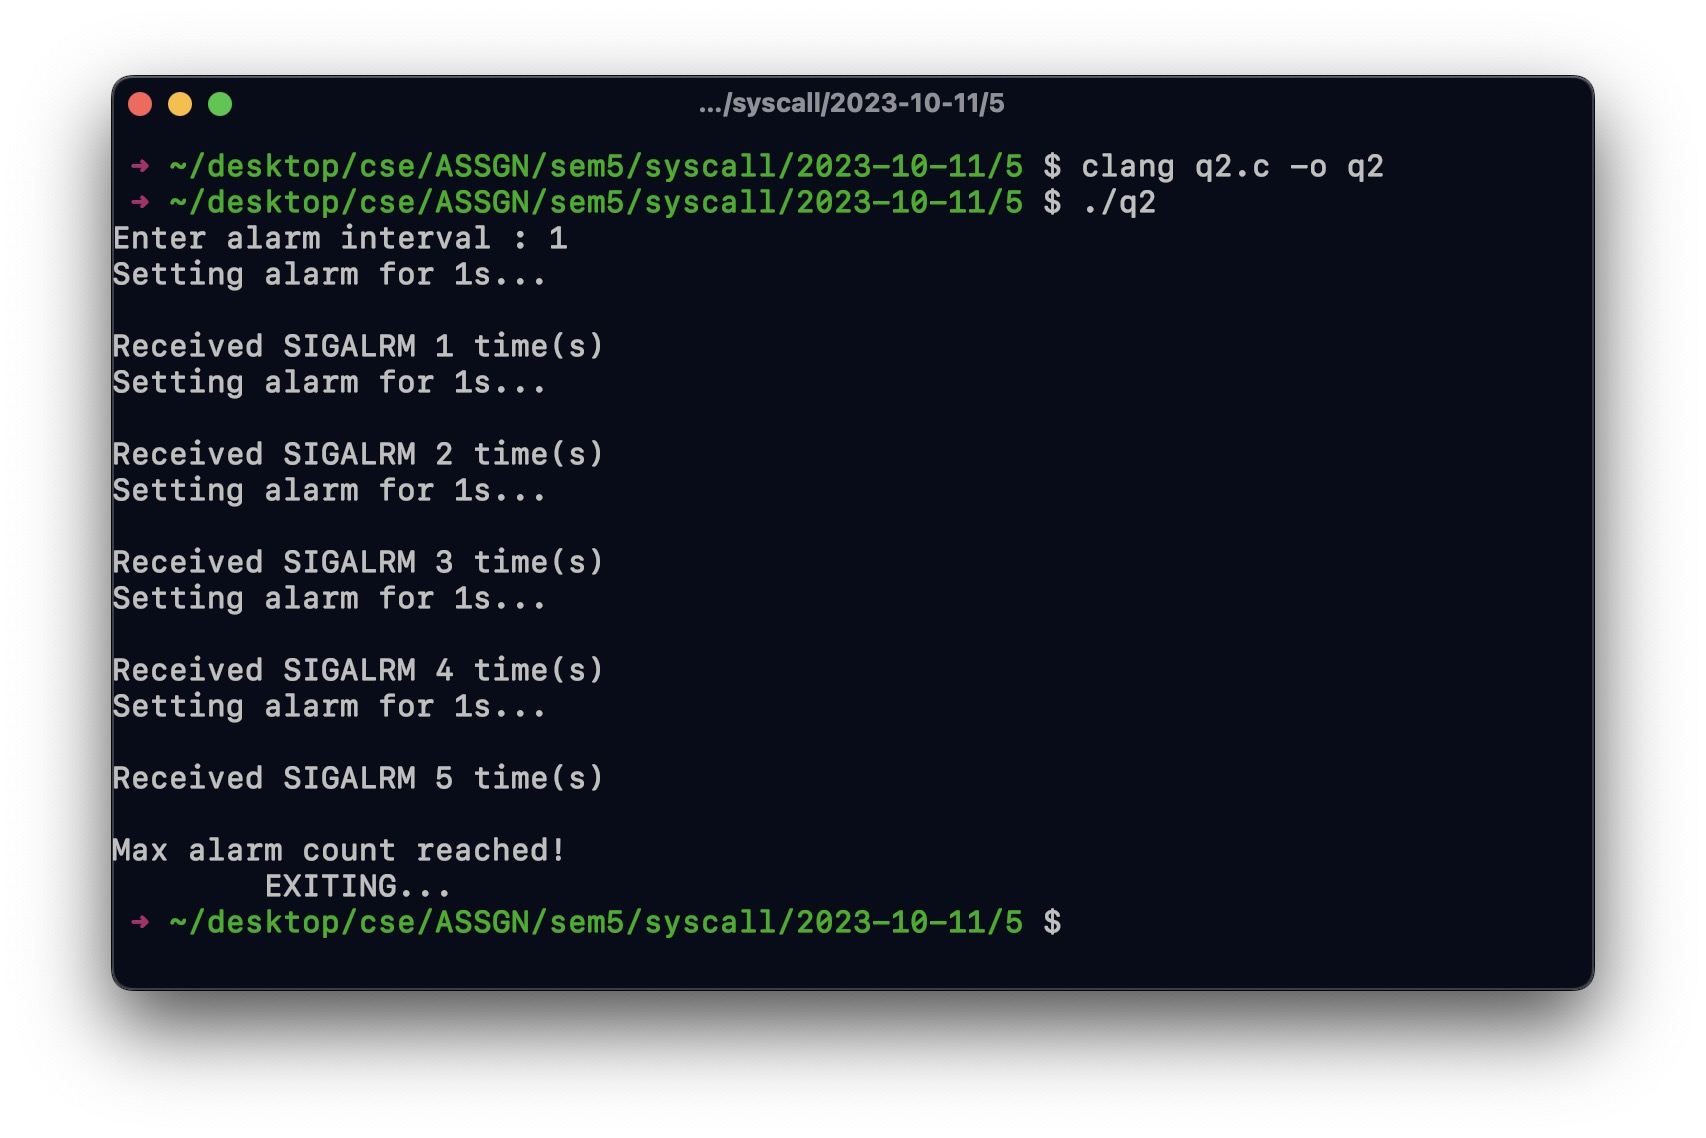 .../syscall/2023-10-11/5
➜ ~/desktop/cse/ASSGN/sem5/syscall/2023-10-11/5 $ clang q2.c -o q2
➜ ~/desktop/cse/ASSGN/sem5/syscall/2023-10-11/5 $ ./q2
Enter alarm interval : 1
Setting alarm for 1s...

Received SIGALRM 1 time(s)
Setting alarm for 1s...

Received SIGALRM 2 time(s)
Setting alarm for 1s...

Received SIGALRM 3 time(s)
Setting alarm for 1s...

Received SIGALRM 4 time(s)
Setting alarm for 1s...

Received SIGALRM 5 time(s)

Max alarm count reached!
        EXITING...
➜ ~/desktop/cse/ASSGN/sem5/syscall/2023-10-11/5 $